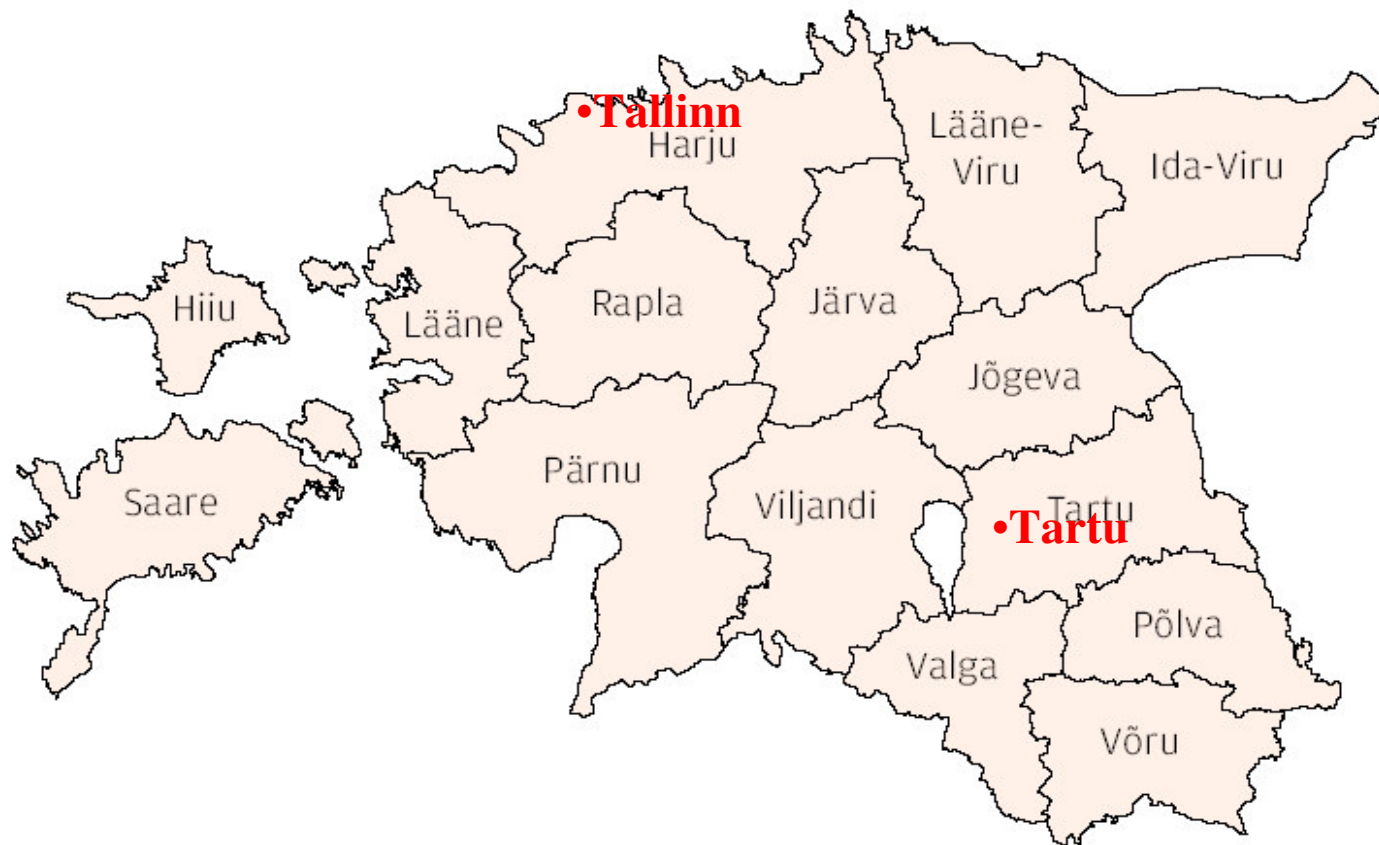 •Tallinn
Harju
Lääne-
Viru
Ida-Viru
Hiiu
Lääne
Rapla
Järva
Jõgeva
Saare
Pärnu
Viljandi
Tartu
•Tartu
Põlva
Valga
Võru